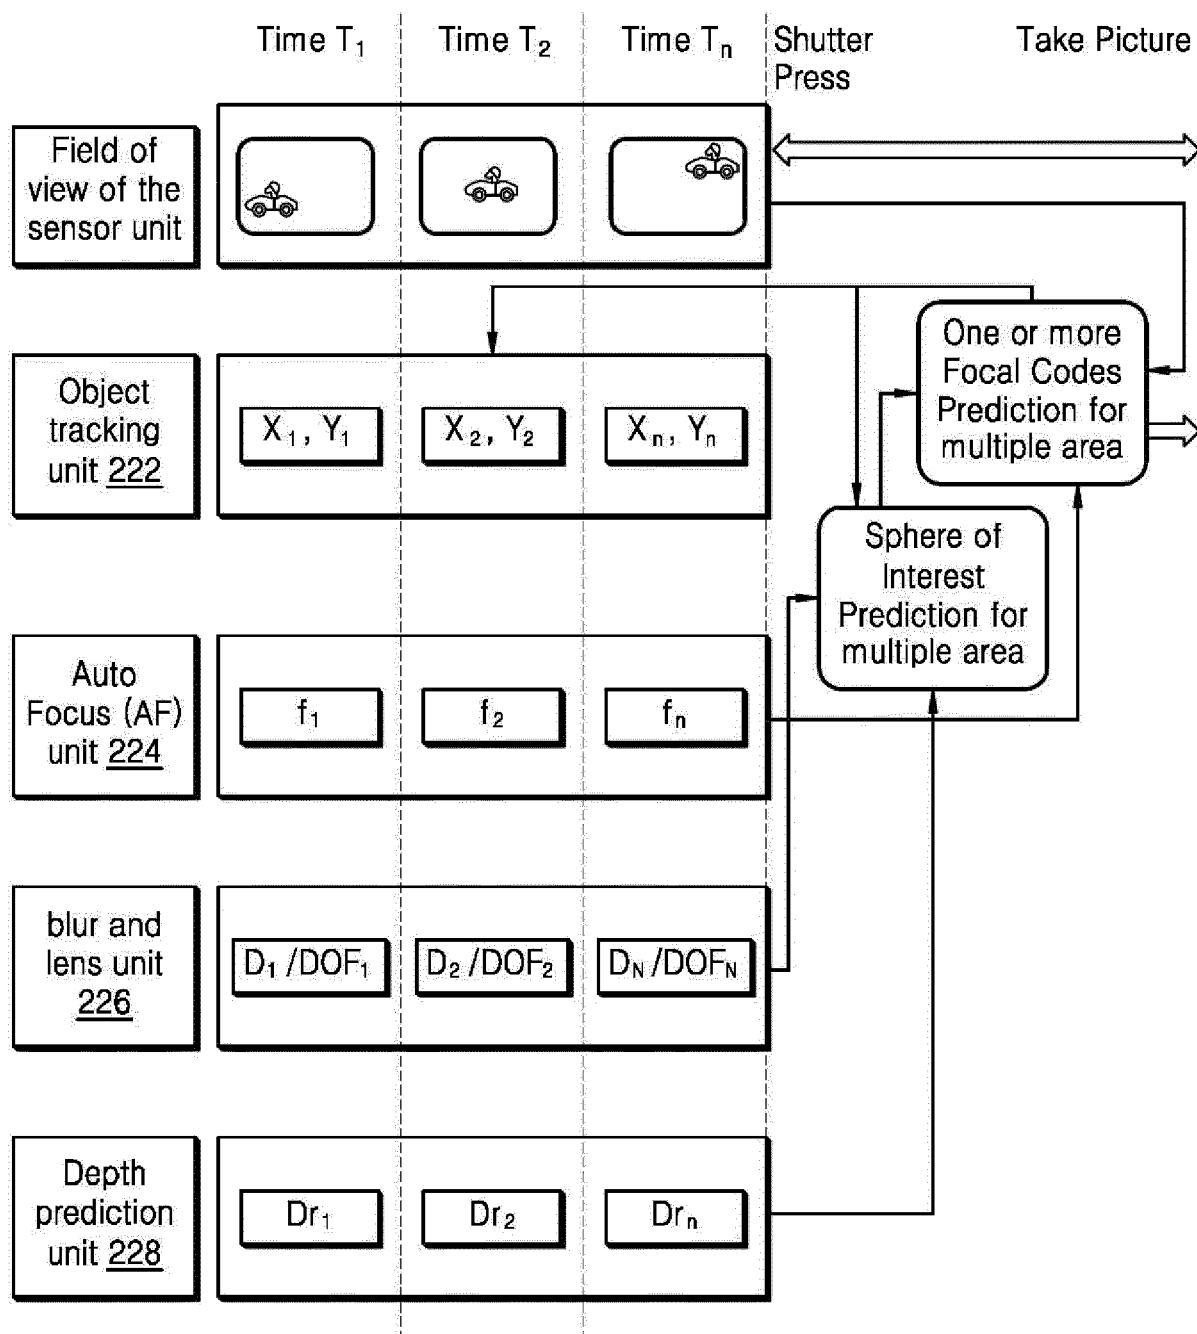 Time T1 Time T2 Time Tn Shutter Press Take Picture
Field of
view of the
sensor unit
One or more
Focal Codes
Prediction for
multiple area
Object
tracking
unit 222
X1, Y1 X2, Y2 Xn, Yn
Sphere of
Interest
Prediction for
multiple area
Auto
Focus (AF)
unit 224
f1 f2 fn
blur and
lens unit
226
D1/DOF1 D2/DOF2 DN/DOFN
Depth
prediction
unit 228
Dr1 Dr2 Drn